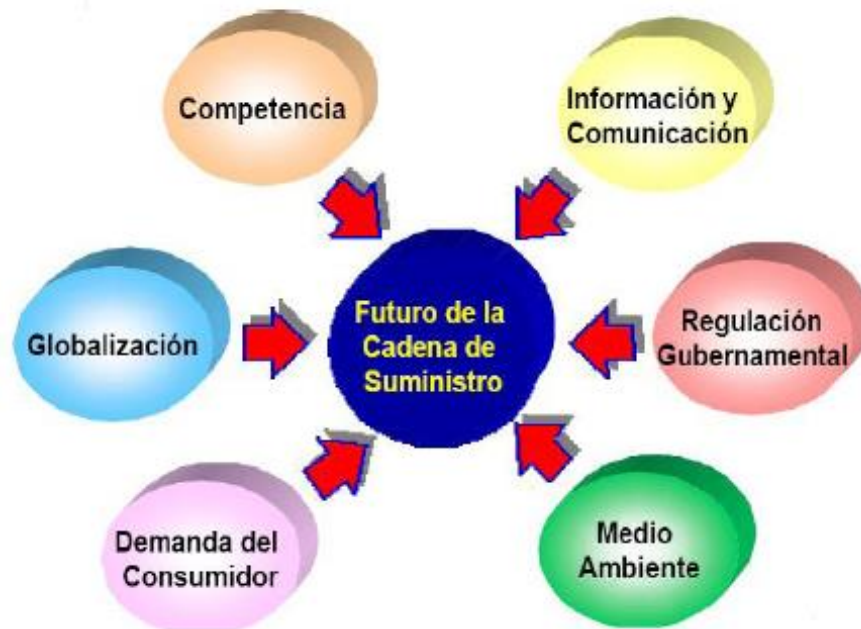 Competencia
Información y
Comunicación
Globalización
Futuro de la
Cadena de
Suministro
Regulación
Gubernamental
Demanda del
Consumidor
Medio
Ambiente